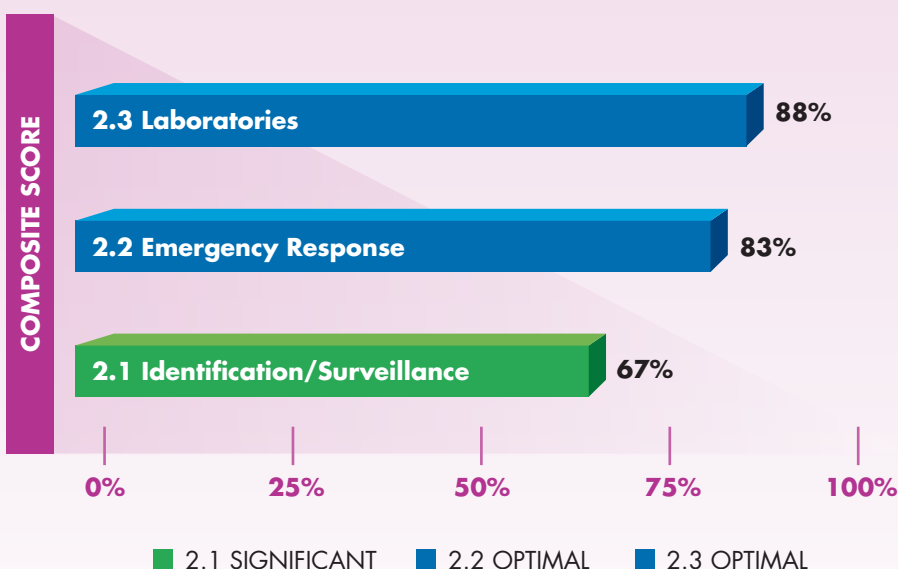 COMPOSITE SCORE
2.3 Laboratories
88%
2.2 Emergency Response
83%
2.1 Identification/Surveillance
67%
0% 25% 50% 75% 100%
2.1 SIGNIFICANT 2.2 OPTIMAL 2.3 OPTIMAL